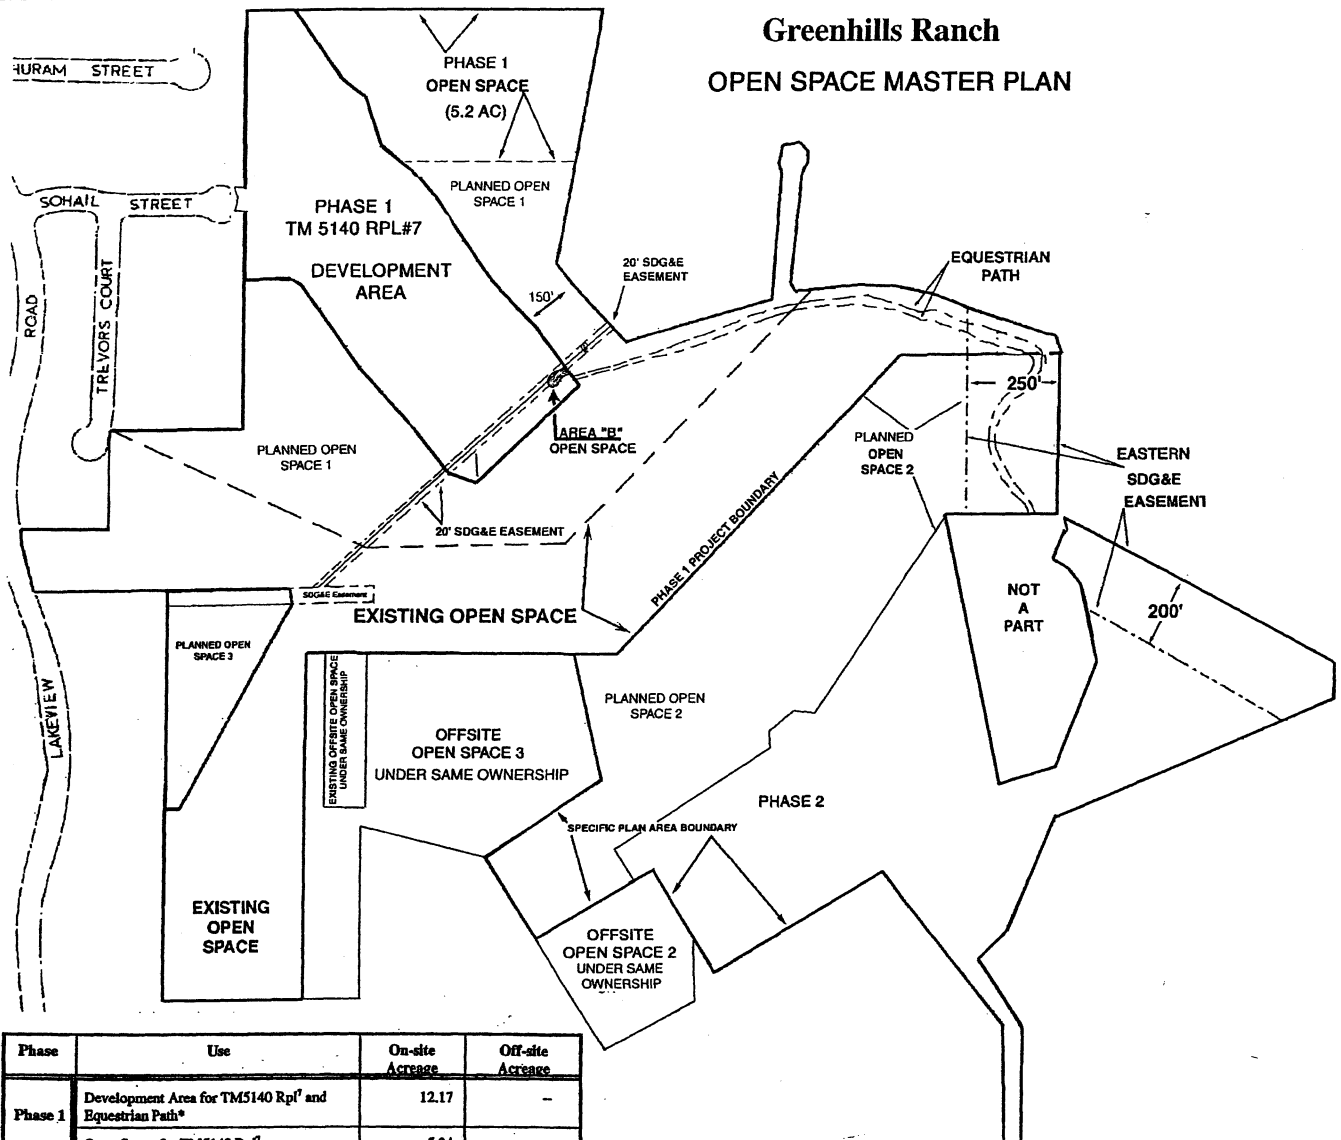 Greenhills Ranch
OPEN SPACE MASTER PLAN
HURAM STREET
PHASE 1
OPEN SPACE
(5.2 AC)
PLANNED OPEN
SPACE 1
SOHAIL STREET
PHASE 1
TM 5140 RPL#7
DEVELOPMENT
AREA
20' SDG&E
EASEMENT
EQUESTRIAN
PATH
TREVORS COURT
ROAD
150'
250'
AREA "B"
OPEN SPACE
PLANNED OPEN
SPACE 1
PLANNED
OPEN
SPACE 2
EASTERN
SDG&E
EASEMENT
20' SDG&E EASEMENT
PHASE 1 PROJECT BOUNDARY
SDG&E Easement
EXISTING OPEN SPACE
NOT
A
PART
200'
PLANNED OPEN
SPACE 3
LAKEVIEW
EXISTING OFFSITE OPEN SPACE
UNDER SAME OWNERSHIP
OFFSITE
OPEN SPACE 3
UNDER SAME OWNERSHIP
PLANNED OPEN
SPACE 2
PHASE 2
SPECIFIC PLAN AREA BOUNDARY
EXISTING
OPEN
SPACE
OFFSITE
OPEN SPACE 2
UNDER SAME
OWNERSHIP
Phase Use On-site Acreage Off-site Acreage
Phase 1 Development Area for TM5140 Rpl7 and 12.17 –
Equestrian Path*